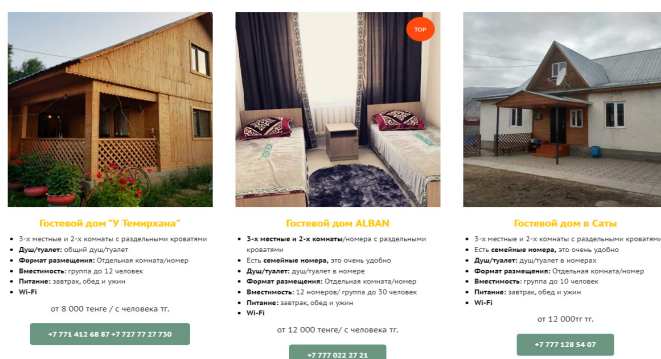 Гостевой дом "У Темирхана"
3-х местные и 2-х комнаты с раздельными кроватями
Душ/туалет: общий душ/туалет
Формат размещения: Отдельная комната/номер
Вместимость: группа до 12 человек
Питание: завтрак, обед и ужин
Wi-Fi
от 8 000 тенге / с человека тг.
+7 771 412 68 87 +7 727 77 27 730
TOP
Гостевой дом ALBAN
3-х местные и 2-х комнаты/номера с раздельными
кроватями
Есть семейные номера, это очень удобно
Душ/туалет: душ/туалет в номере
Формат размещения: Отдельная комната/номер
Вместимость: 12 номеров/ группа до 30 человек
Питание: завтрак, обед и ужин
Wi-Fi
от 12 000 тенге/ с человека тг.
+7 777 022 27 21
Гостевой дом в Саты
3-х местные и 2-х комнаты с раздельными кроватями
Есть семейные номера, это очень удобно
Душ/туалет: душ/туалет в номерах
Формат размещения: Отдельная комната/номер
Вместимость: группа до 10 человек
Питание: завтрак, обед и ужин
Wi-Fi
от 12 000тг тг.
+7 777 128 54 07